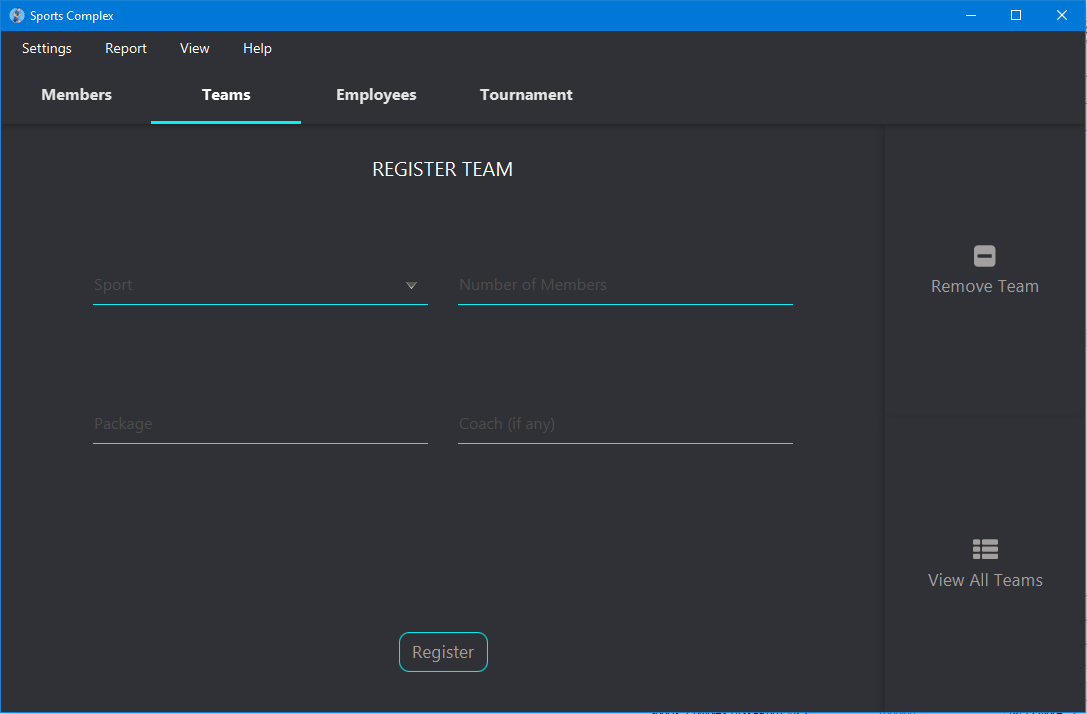 Sports Complex
Settings Report View Help
Members Teams Employees Tournament
REGISTER TEAM
Sport Number of Members
Remove Team
Package Coach (if any)
View All Teams
Register